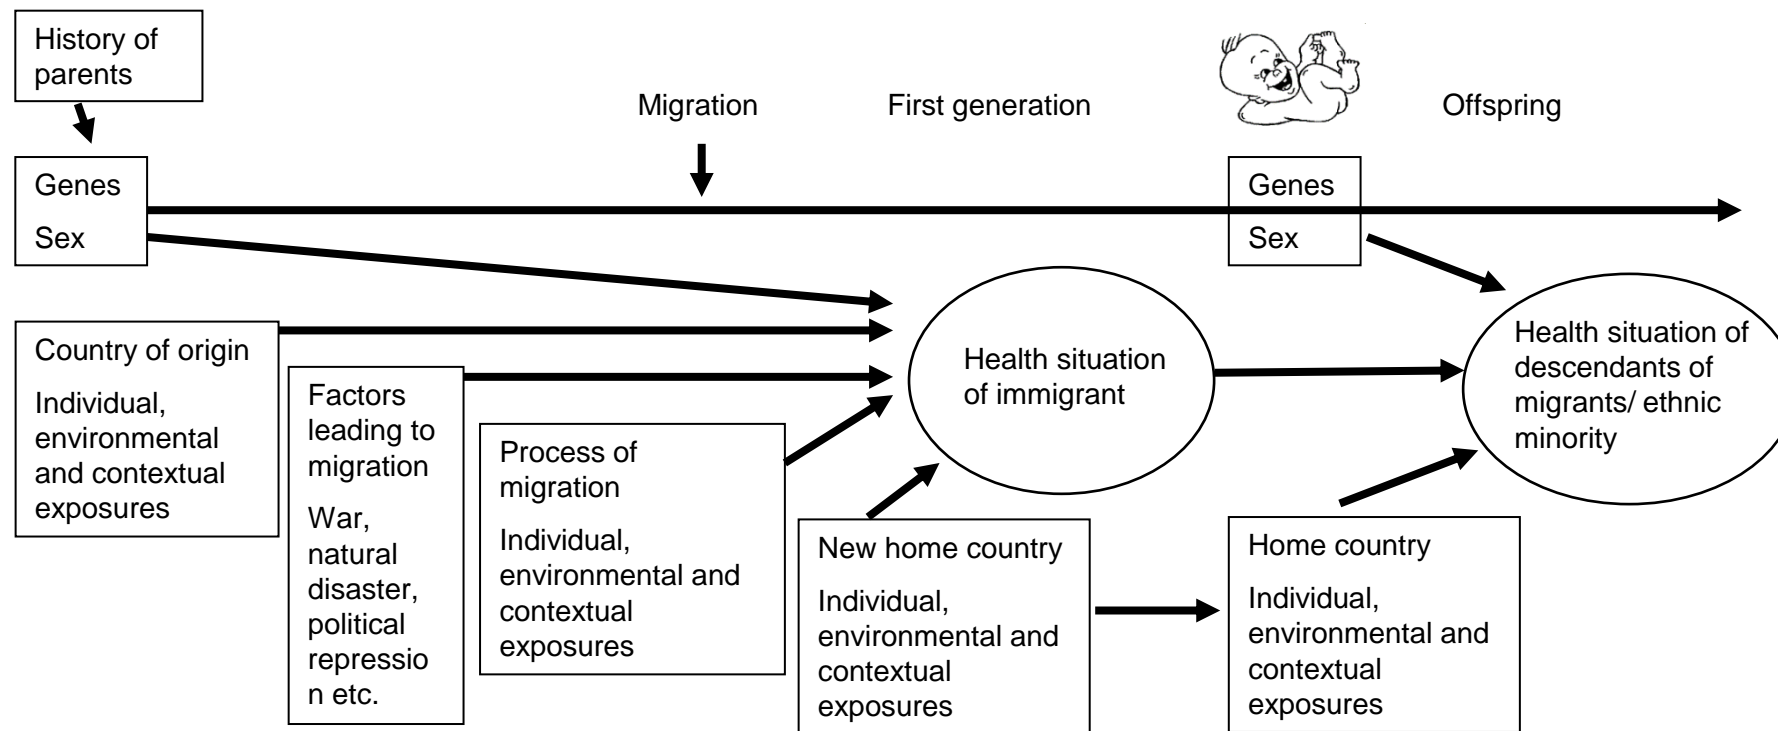 History of
parents
Migration
First generation
Offspring
Genes
Sex
Genes
Sex
Country of origin
Individual,
environmental
and contextual
exposures
Factors
leading to
migration
War,
natural
disaster,
political
repressio
n etc.
Process of
migration
Individual,
environmental and
contextual
exposures
New home country
Individual,
environmental and
contextual
exposures
Health situation
of immigrant
Home country
Individual,
environmental and
contextual
exposures
Health situation of
descendants of
migrants/ ethnic
minority